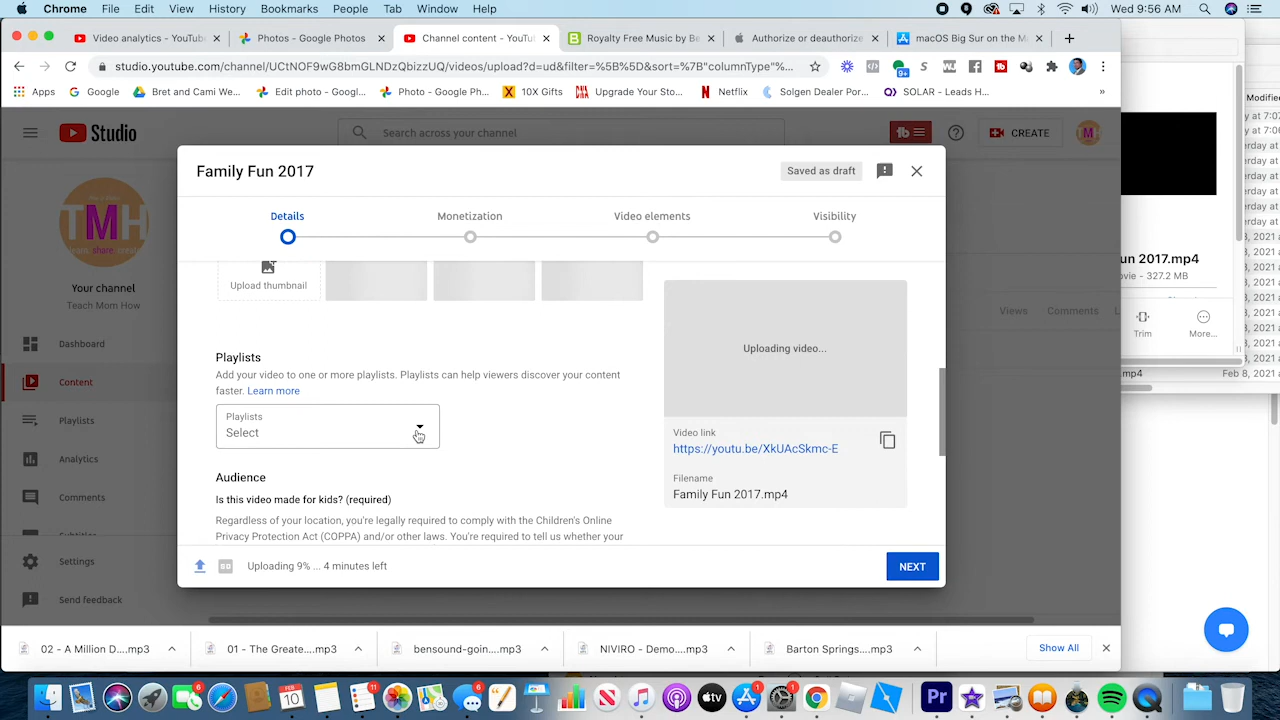 Chrome File Edit View History Bookmarks People Tab Window Help Wed 9:56 AM
Video analytics - YouTub
Photos - Google Photos
Channel content - YouTu
Royalty Free Music by Be
Authorize or deauthorize
macOS Big Sur on the M
studio.youtube.com/channel/UCtNOF9wG8bmGLNDzQbizzUQ/videos/upload?d=ud&filter=%5B%5D&sort=%7B"columnType"%...
Apps Google Bret and Cami We... Edit photo - Googl... Photo - Google Ph... 10X Gifts Upgrade Your Sto... Netflix Solgen Dealer Por... SOLAR - Leads H... »
Modified
Studio
Search across your channel
CREATE
Family Fun 2017
Saved as draft
Details Monetization Video elements Visibility
TMH
learn. share. create.
Your channel
Teach Mom How
Dashboard
Content
Playlists
Analytics
Comments
Subtitles
Settings
Send feedback
Upload thumbnail
Playlists
Add your video to one or more playlists. Playlists can help viewers discover your content
faster. Learn more
Playlists
Select
Audience
Is this video made for kids? (required)
Regardless of your location, you're legally required to comply with the Children's Online
Privacy Protection Act (COPPA) and/or other laws. You're required to tell us whether your
Uploading video...
Video link
https://youtu.be/XkUAcSkmc-E
Filename
Family Fun 2017.mp4
Uploading 9% ... 4 minutes left
NEXT
Views Comments
un 2017.mp4
ovie - 327.2 MB
Trim More...
.mp4 Feb 8, 2021 a
02 - A Million D....mp3
01 - The Greate....mp3
bensound-goin....mp3
NIVIRO - Demo....mp3
Barton Springs....mp3
Show All